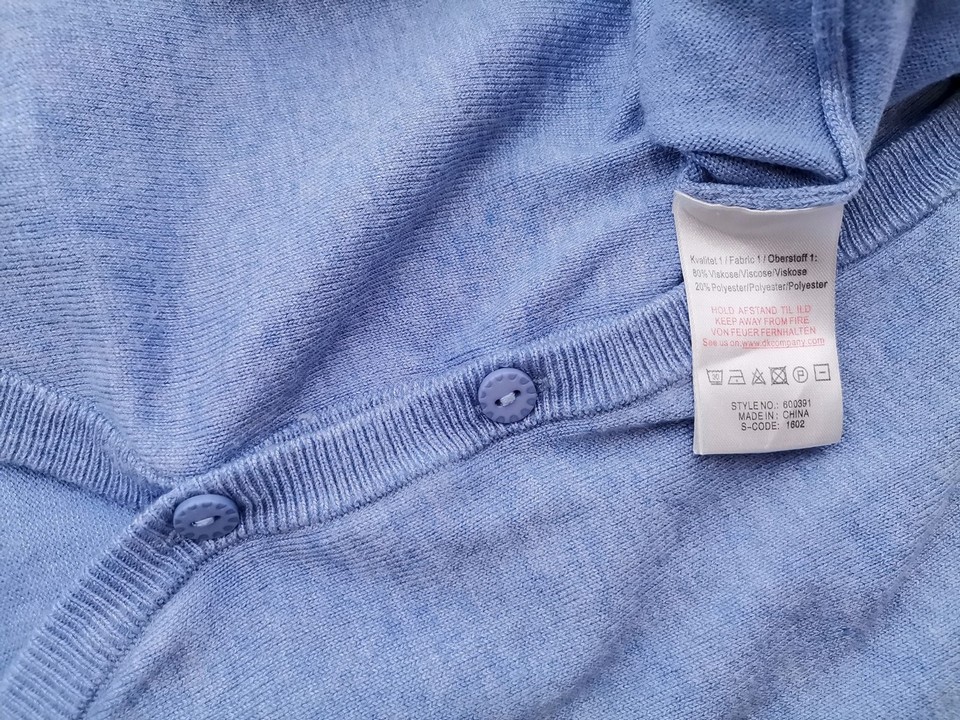 Kvalitet 1 / Fabric 1 / Oberstoff 1:
80% Viskose/Viscose/Viskose
20% Polyester/Polyester/Polyester
HOLD AFSTAND TIL ILD
KEEP AWAY FROM FIRE
VON FEUER FERNHALTEN
See us on:www.dkcompany.com
P
STYLE NO.: 600391
MADE IN: CHINA
S-CODE: 1602